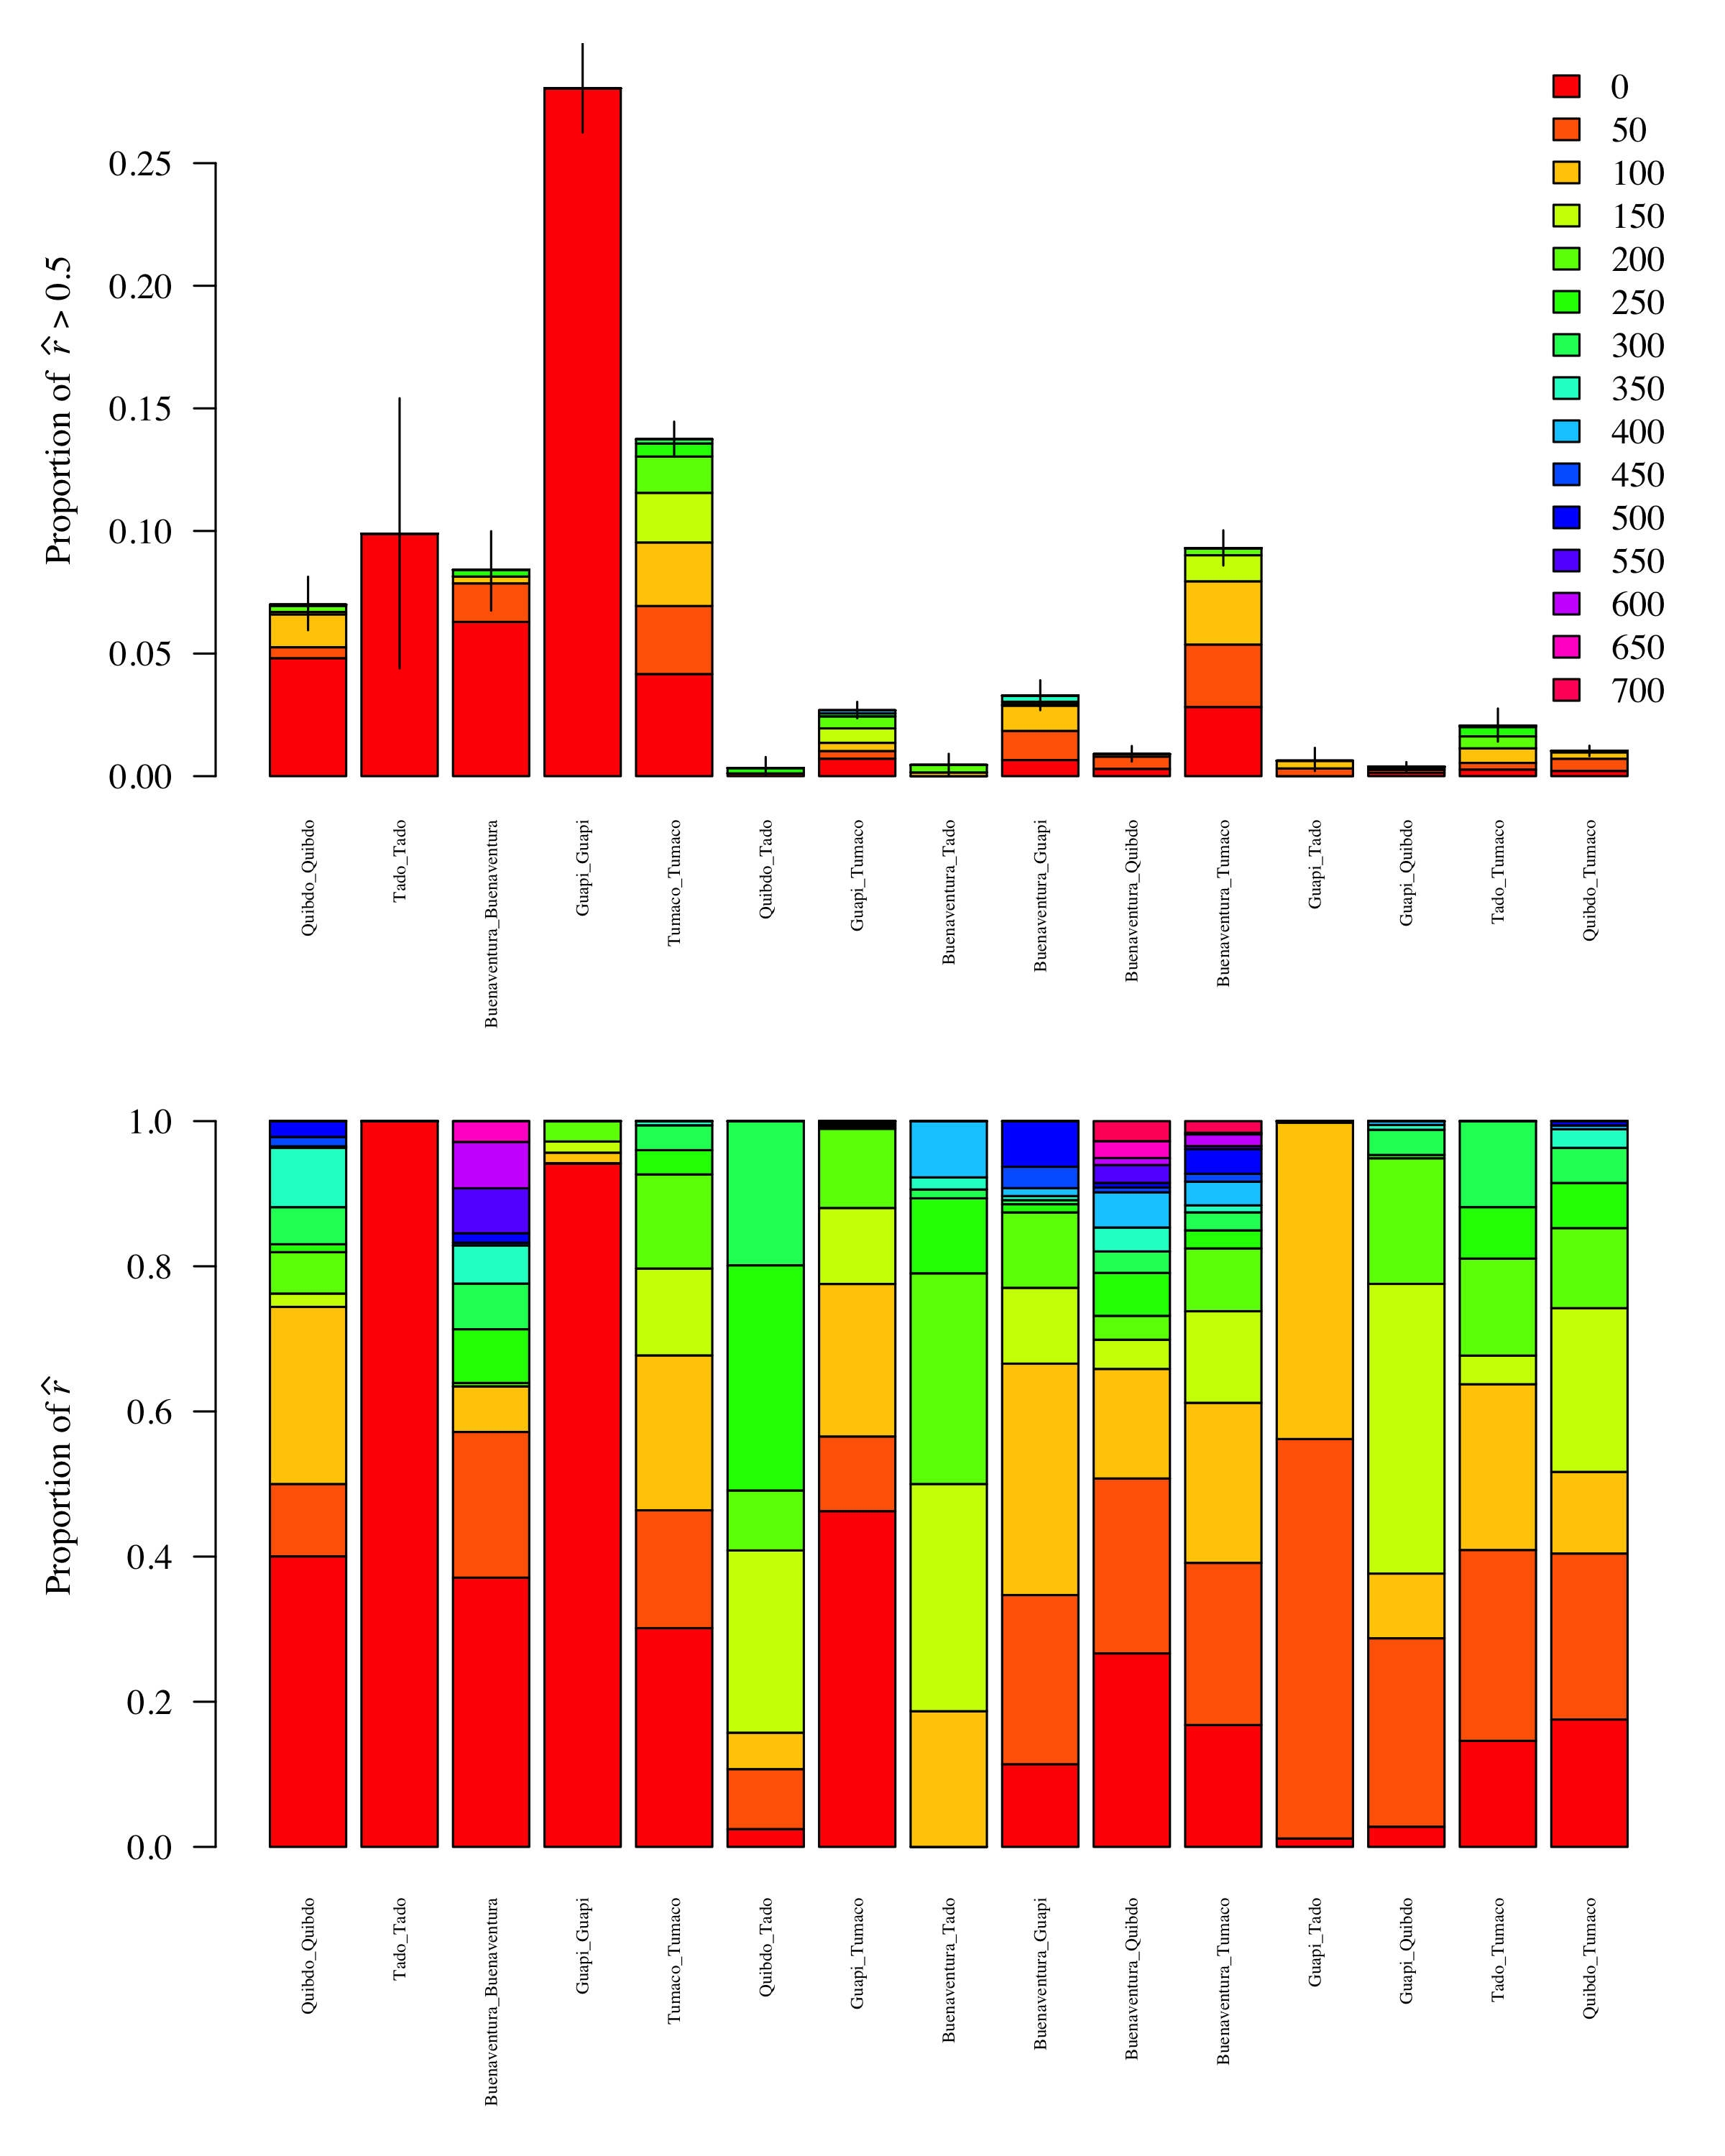 Proportion of r̂ > 0.5
0.25
0.20
0.15
0.10
0.05
0.00
0
50
100
150
200
250
300
350
400
450
500
550
600
650
700
Quibdo_Quibdo
Tado_Tado
Buenaventura_Buenaventura
Guapi_Guapi
Tumaco_Tumaco
Quibdo_Tado
Guapi_Tumaco
Buenaventura_Tado
Buenaventura_Guapi
Buenaventura_Quibdo
Buenaventura_Tumaco
Guapi_Tado
Guapi_Quibdo
Tado_Tumaco
Quibdo_Tumaco
Proportion of r̂
1.0
0.8
0.6
0.4
0.2
0.0
Quibdo_Quibdo
Tado_Tado
Buenaventura_Buenaventura
Guapi_Guapi
Tumaco_Tumaco
Quibdo_Tado
Guapi_Tumaco
Buenaventura_Tado
Buenaventura_Guapi
Buenaventura_Quibdo
Buenaventura_Tumaco
Guapi_Tado
Guapi_Quibdo
Tado_Tumaco
Quibdo_Tumaco